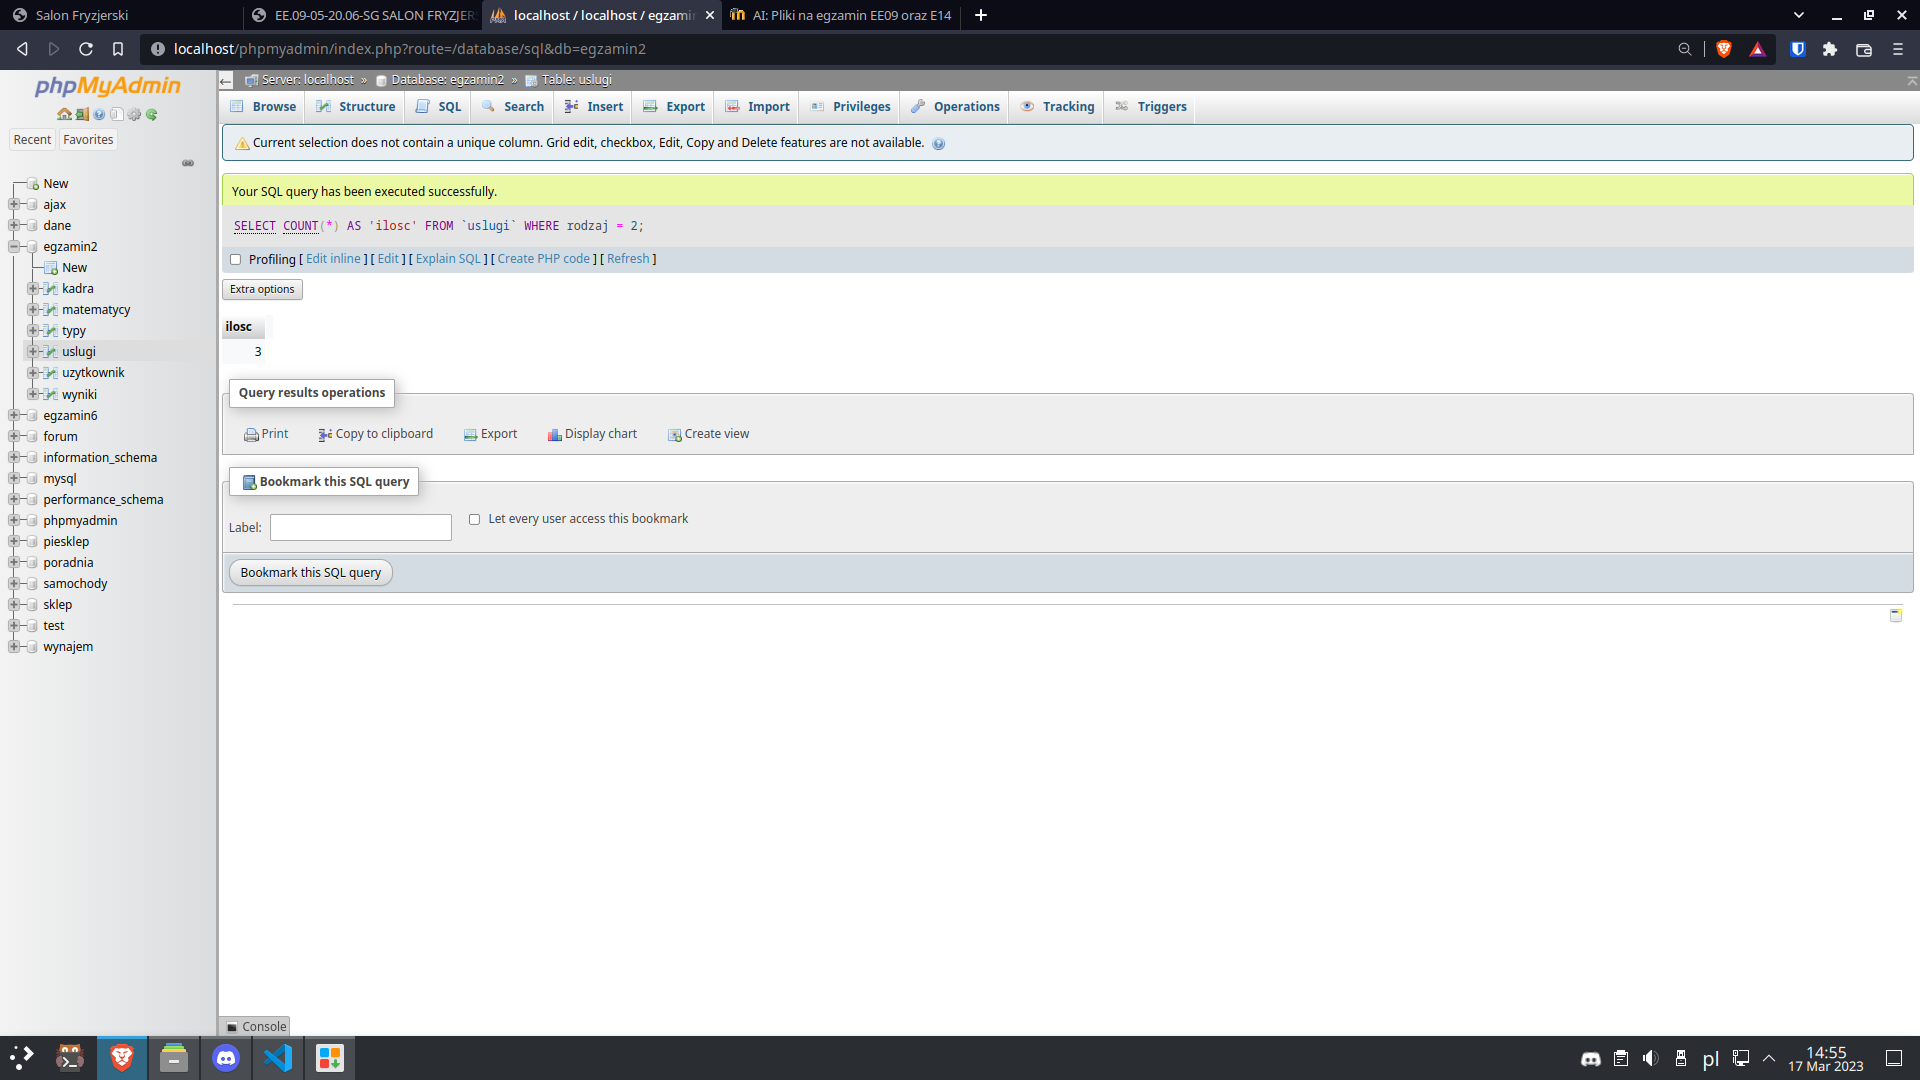 Salon Fryzjerski
EE.09-05-20.06-SG SALON FRYZJER
localhost / localhost / egzamin
AI: Pliki na egzamin EE09 oraz E14
localhost/phpmyadmin/index.php?route=/database/sql&db=egzamin2
phpMyAdmin
Recent
Favorites
New
ajax
dane
egzamin2
New
kadra
matematycy
typy
uslugi
uzytkownik
wyniki
egzamin6
forum
information_schema
mysql
performance_schema
phpmyadmin
piesklep
poradnia
samochody
sklep
test
wynajem
Server: localhost » Database: egzamin2 » Table: uslugi
Browse
Structure
SQL
Search
Insert
Export
Import
Privileges
Operations
Tracking
Triggers
Current selection does not contain a unique column. Grid edit, checkbox, Edit, Copy and Delete features are not available.
Your SQL query has been executed successfully.
SELECT COUNT(*) AS 'ilosc' FROM `uslugi` WHERE rodzaj = 2;
Profiling [ Edit inline ] [ Edit ] [ Explain SQL ] [ Create PHP code ] [ Refresh ]
Extra options
ilosc
3
Query results operations
Print
Copy to clipboard
Export
Display chart
Create view
Bookmark this SQL query
Label:
Let every user access this bookmark
Bookmark this SQL query
Console
pl
14:55
17 Mar 2023